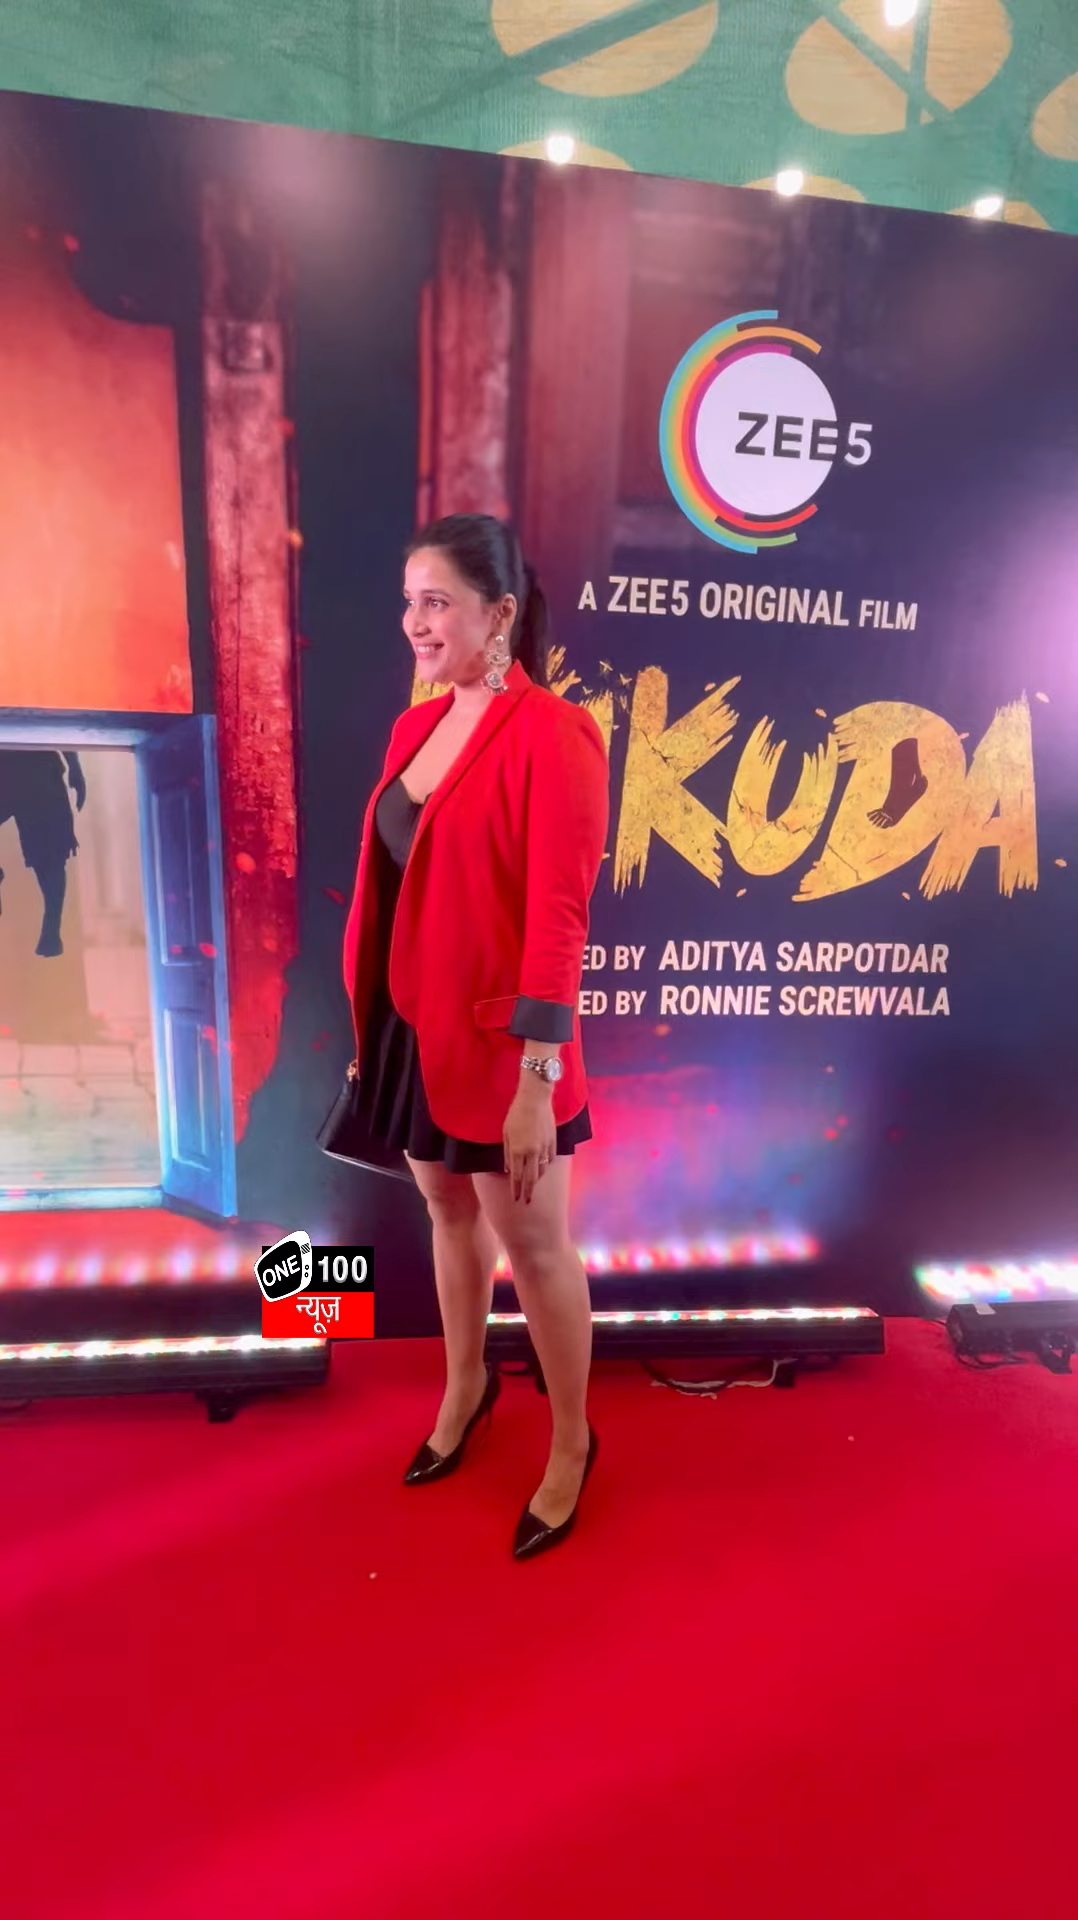 ZEE5
A ZEE5 ORIGINAL FILM
KUDA
ED BY ADITYA SARPOTDAR
ED BY RONNIE SCREWVALA
ONE 100
न्यूज़